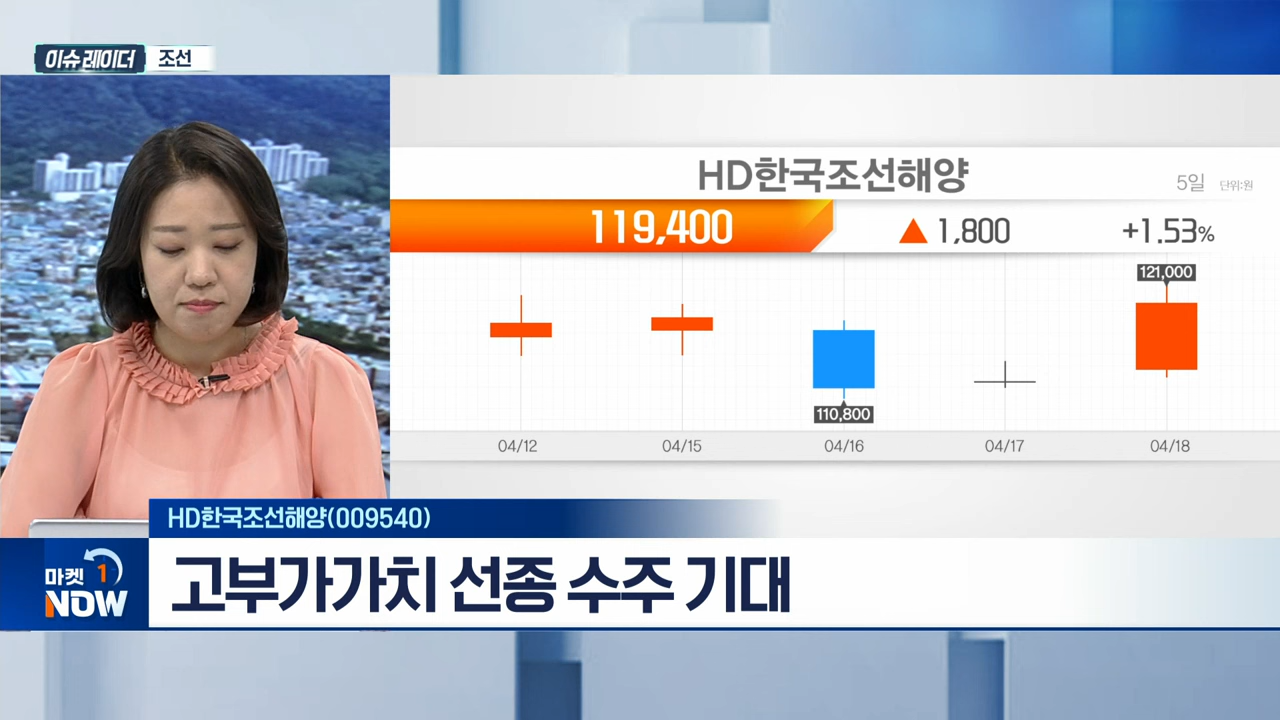 이슈레이더 조선
HD한국조선해양
5일 단위:원
119,400 ▲ 1,800 +1.53%
121,000
110,800
04/12 04/15 04/16 04/17 04/18
HD한국조선해양(009540)
마켓 1
NOW
고부가가치 선종 수주 기대